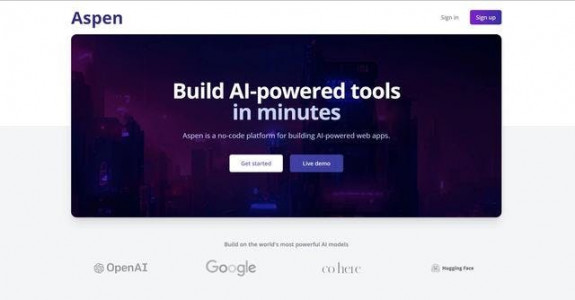 Aspen
Sign in
Sign up
Build AI-powered tools
in minutes
Aspen is a no-code platform for building AI-powered web apps.
Get started
Live demo
Build on the world's most powerful AI models
OpenAI
Google
cohere
Hugging Face